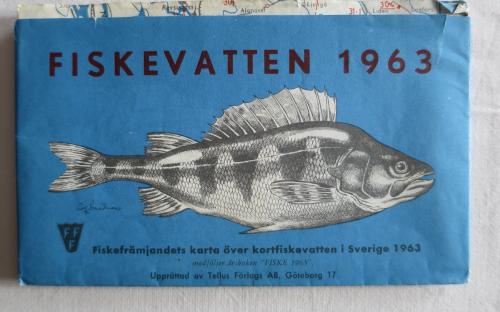 FISKEVATTEN 1963
FFF
Fiskefrämjandets karta över kortfiskevatten i Sverige 1963
medföljer årsboken "FISKE 1963".
Upprättad av Tellus Förlags AB, Göteborg 17